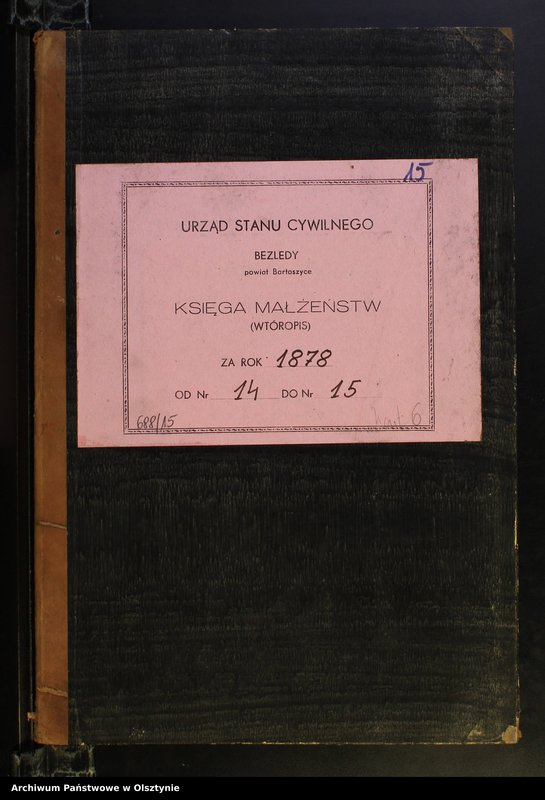 15
URZĄD STANU CYWILNEGO
BEZLEDY
powiat Bartoszyce
KSIĘGA MAŁŻEŃSTW
(WTÓROPIS)
ZA ROK 1878
OD Nr 14 DO Nr 15
688/15
6
Archiwum Państwowe w Olsztynie